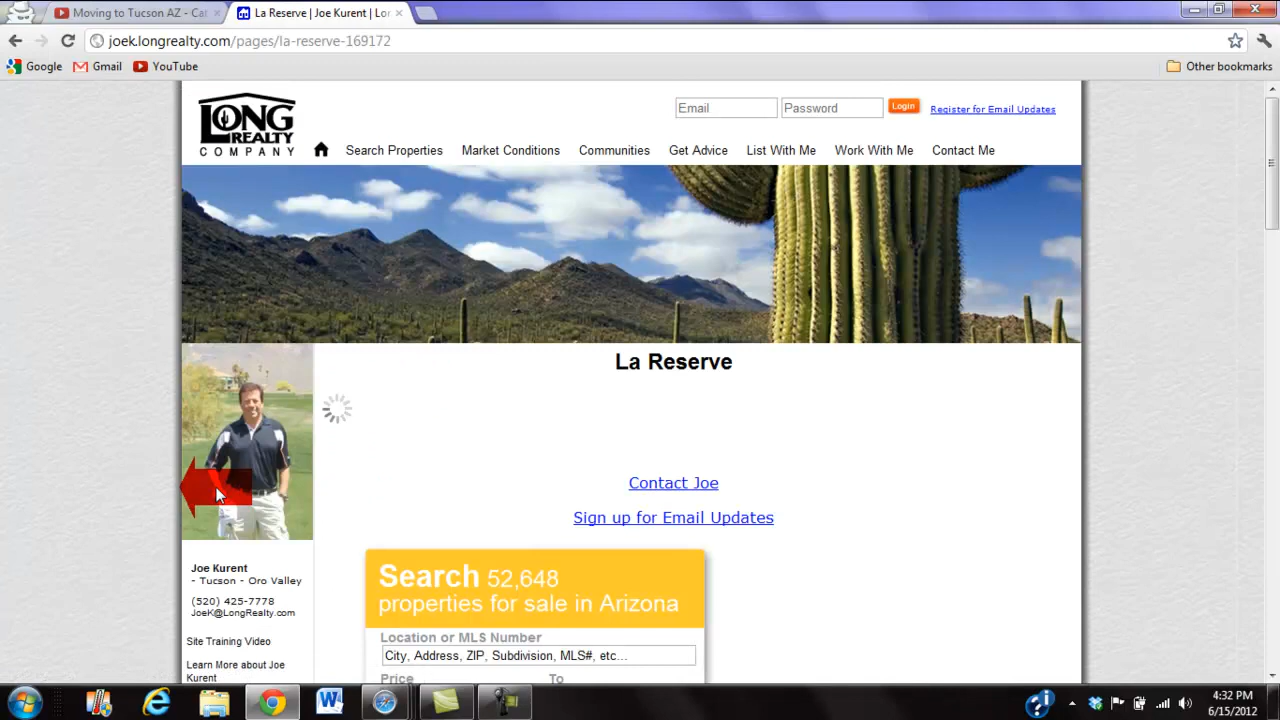 Moving to Tucson AZ - Cat
La Reserve | Joe Kurent | Lon
joek.longrealty.com/pages/la-reserve-169172
Google
Gmail
YouTube
Other bookmarks
LONG
REALTY
COMPANY
Email
Password
Login
Register for Email Updates
Search Properties
Market Conditions
Communities
Get Advice
List With Me
Work With Me
Contact Me
La Reserve
Contact Joe
Sign up for Email Updates
Joe Kurent
- Tucson - Oro Valley
(520) 425-7778
JoeK@LongRealty.com
Site Training Video
Learn More about Joe
Kurent
Search 52,648
properties for sale in Arizona
Location or MLS Number
City, Address, ZIP, Subdivision, MLS#, etc...
Price
To
4:32 PM
6/15/2012